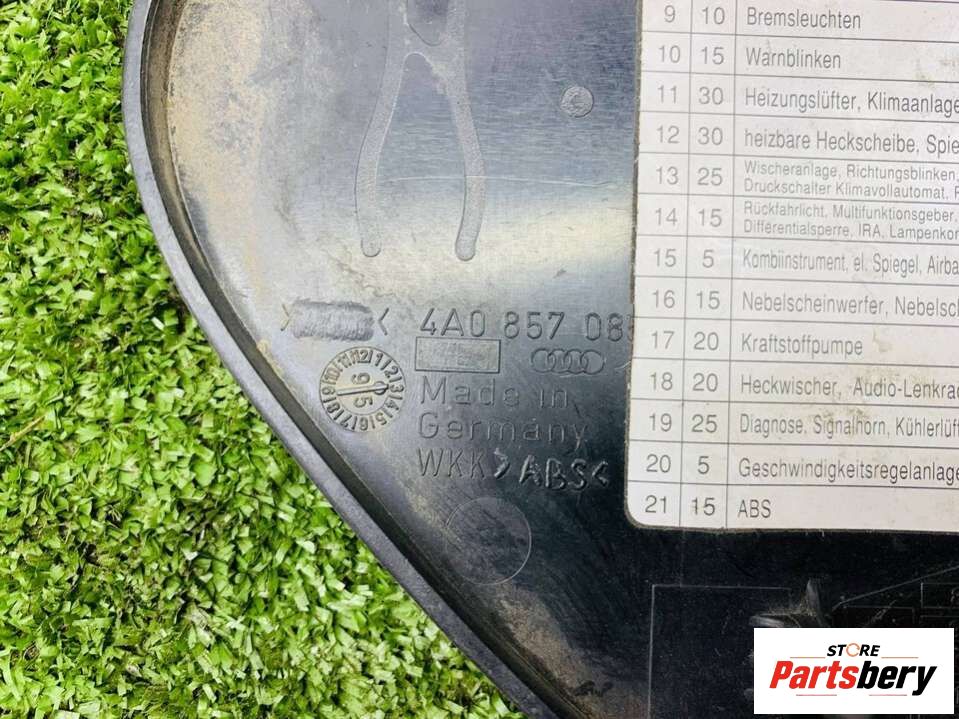 9 10 Bremsleuchten
10 15 Warnblinken
11 30 Heizungslüfter, Klimaanlage
12 30 heizbare Heckscheibe, Spie
13 25 Wischeranlage, Richtungsblinken,
Druckschalter Klimavollautomat,
14 15 Rückfahrlicht, Multifunktionsgeber,
Differentialsperre, IRA, Lampenkon
15 5 Kombiinstrument, el. Spiegel, Airba
16 15 Nebelscheinwerfer, Nebelsch
17 20 Kraftstoffpumpe
18 20 Heckwischer, Audio-Lenkrad
19 25 Diagnose, Signalhorn, Kühlerlüft
20 5 Geschwindigkeitsregelanlage
21 15 ABS
4A0 857 085
95
Made in
Germany
WKK >ABS<
STORE
Partsbery